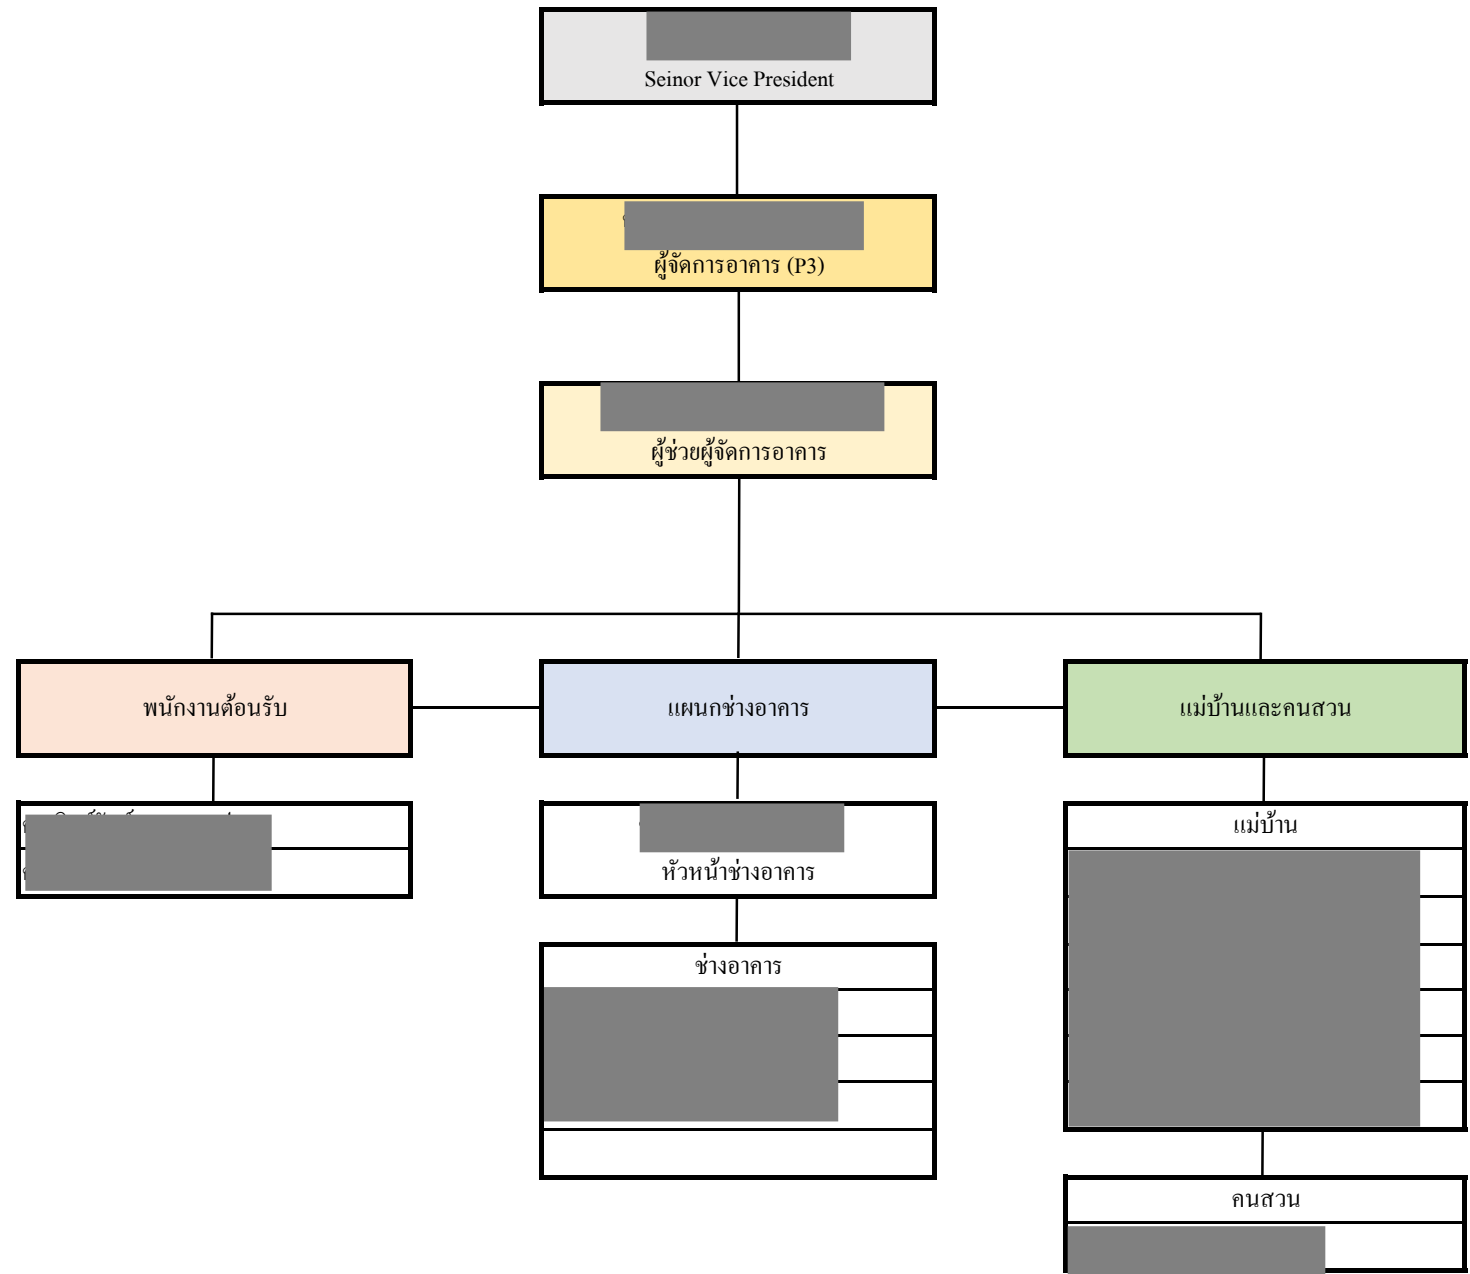 Seinor Vice President
ผู้จัดการอาคาร (P3)
ผู้ช่วยผู้จัดการอาคาร
พนักงานต้อนรับ
แผนกช่างอาคาร
แม่บ้านและคนสวน
แม่บ้าน
หัวหน้าช่างอาคาร
ช่างอาคาร
คนสวน